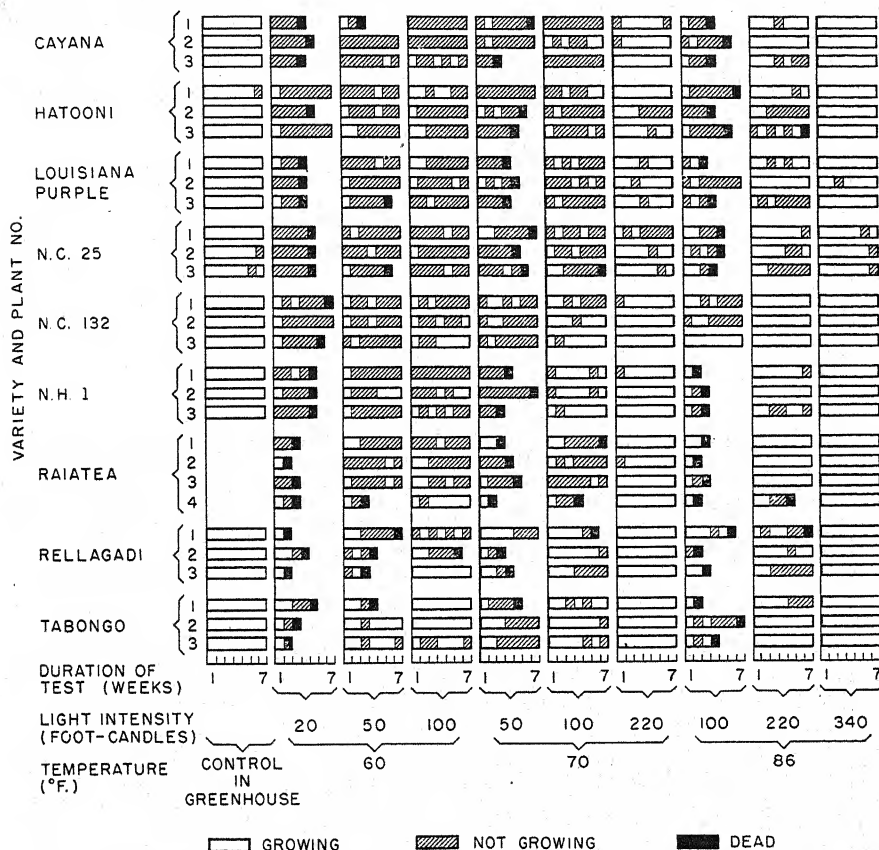 VARIETY AND PLANT NO.
CAYANA
1
2
3
HATOONI
1
2
3
LOUISIANA
PURPLE
1
2
3
N.C. 25
1
2
3
N.C. 132
1
2
3
N.H. 1
1
2
3
RAIATEA
1
2
3
4
RELLAGADI
1
2
3
TABONGO
1
2
3
DURATION OF
TEST (WEEKS)
1 7 1 7 1 7 1 7 1 7 1 7 1 7 1 7 1 7 1 7
LIGHT INTENSITY
(FOOT-CANDLES)
20 50 100 50 100 220 100 220 340
TEMPERATURE
(°F.)
CONTROL
IN
GREENHOUSE
60 70 86
GROWING NOT GROWING DEAD